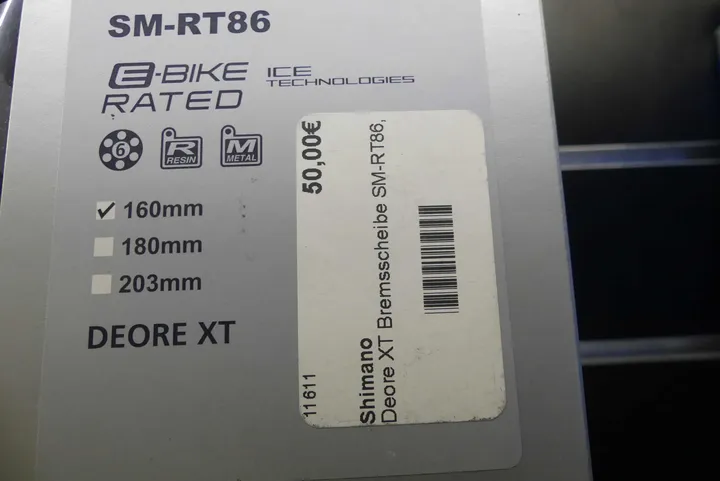 SM-RT86
E-BIKE
RATED
ICE
TECHNOLOGIES
6
R
RESIN
M
METAL
160mm
180mm
203mm
DEORE XT
50,00€
11611
Shimano
Deore XT Bremsscheibe SM-RT86,